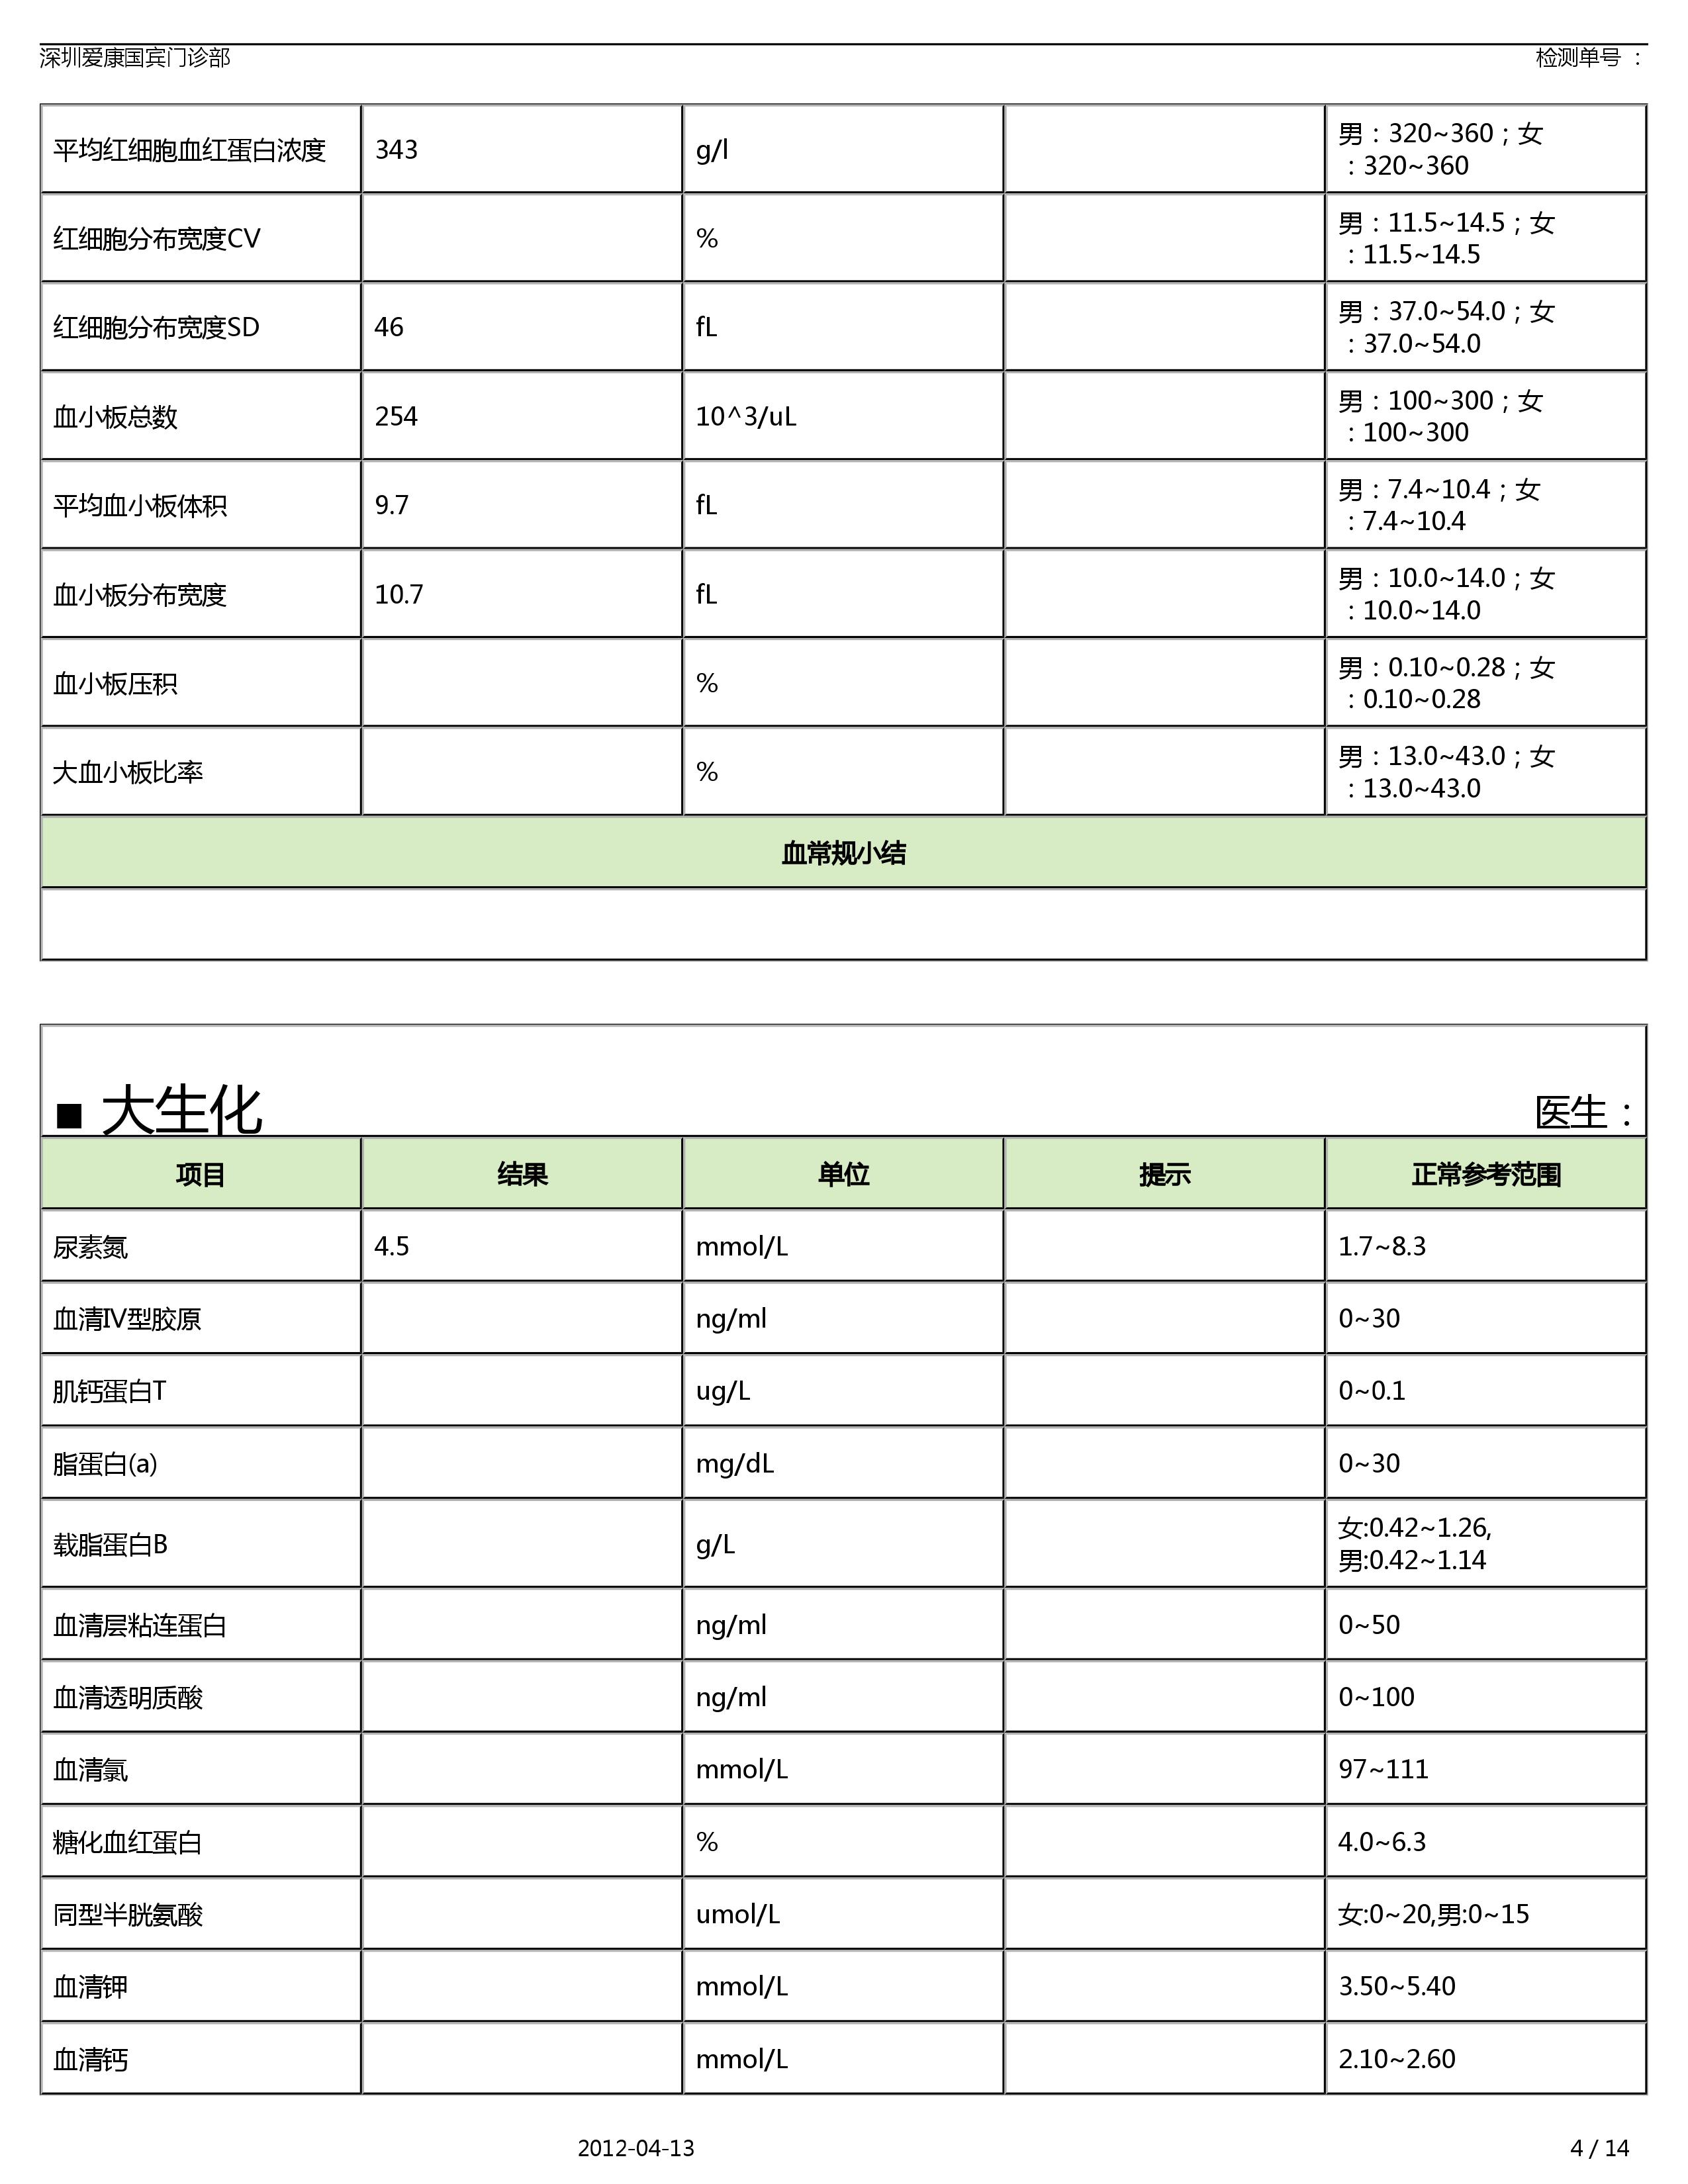 深圳爱康国宾门诊部 检测单号 :
平均红细胞血红蛋白浓度 343 g/l 男 : 320~360 ; 女
: 320~360
红细胞分布宽度CV % 男 : 11.5~14.5 ; 女
: 11.5~14.5
红细胞分布宽度SD 46 fL 男 : 37.0~54.0 ; 女
: 37.0~54.0
血小板总数 254 10^3/uL 男 : 100~300 ; 女
: 100~300
平均血小板体积 9.7 fL 男 : 7.4~10.4 ; 女
: 7.4~10.4
血小板分布宽度 10.7 fL 男 : 10.0~14.0 ; 女
: 10.0~14.0
血小板压积 % 男 : 0.10~0.28 ; 女
: 0.10~0.28
大血小板比率 % 男 : 13.0~43.0 ; 女
: 13.0~43.0
血常规小结
■ 大生化 医生 :
项目 结果 单位 提示 正常参考范围
尿素氮 4.5 mmol/L 1.7~8.3
血清IV型胶原 ng/ml 0~30
肌钙蛋白T ug/L 0~0.1
脂蛋白(a) mg/dL 0~30
载脂蛋白B g/L 女:0.42~1.26,
男:0.42~1.14
血清层粘连蛋白 ng/ml 0~50
血清透明质酸 ng/ml 0~100
血清氯 mmol/L 97~111
糖化血红蛋白 % 4.0~6.3
同型半胱氨酸 umol/L 女:0~20,男:0~15
血清钾 mmol/L 3.50~5.40
血清钙 mmol/L 2.10~2.60
2012-04-13 4 / 14